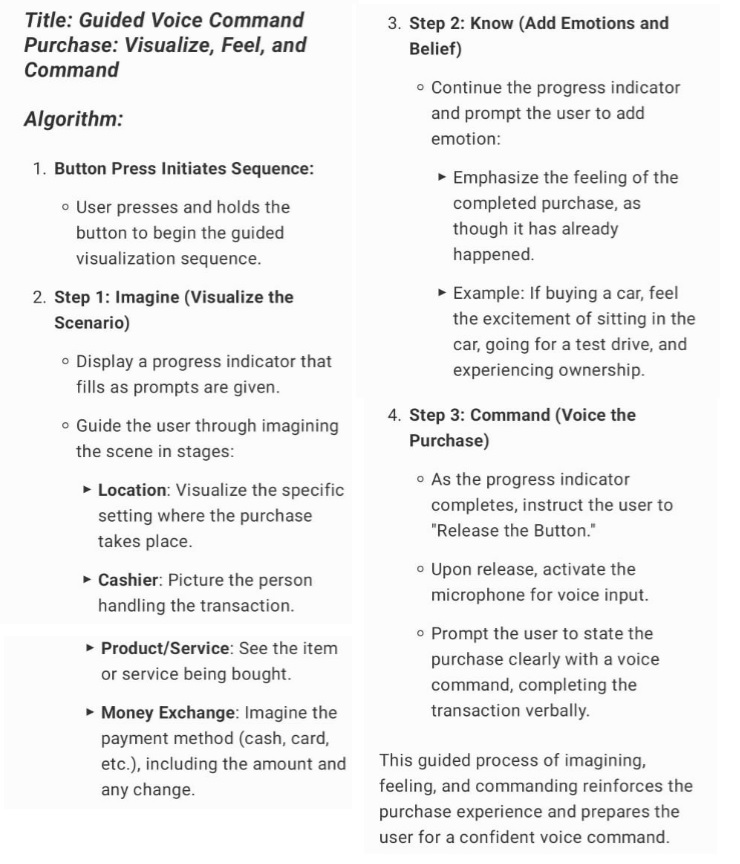 Title: Guided Voice Command
Purchase: Visualize, Feel, and
Command
Algorithm:
1. Button Press Initiates Sequence:
○ User presses and holds the
button to begin the guided
visualization sequence.
2. Step 1: Imagine (Visualize the
Scenario)
○ Display a progress indicator that
fills as prompts are given.
○ Guide the user through imagining
the scene in stages:
▸ Location: Visualize the specific
setting where the purchase
takes place.
▸ Cashier: Picture the person
handling the transaction.
▸ Product/Service: See the item
or service being bought.
▸ Money Exchange: Imagine the
payment method (cash, card,
etc.), including the amount and
any change.
3. Step 2: Know (Add Emotions and
Belief)
○ Continue the progress indicator
and prompt the user to add
emotion:
▸ Emphasize the feeling of the
completed purchase, as
though it has already
happened.
▸ Example: If buying a car, feel
the excitement of sitting in the
car, going for a test drive, and
experiencing ownership.
4. Step 3: Command (Voice the
Purchase)
○ As the progress indicator
completes, instruct the user to
"Release the Button."
○ Upon release, activate the
microphone for voice input.
○ Prompt the user to state the
purchase clearly with a voice
command, completing the
transaction verbally.
This guided process of imagining,
feeling, and commanding reinforces the
purchase experience and prepares the
user for a confident voice command.